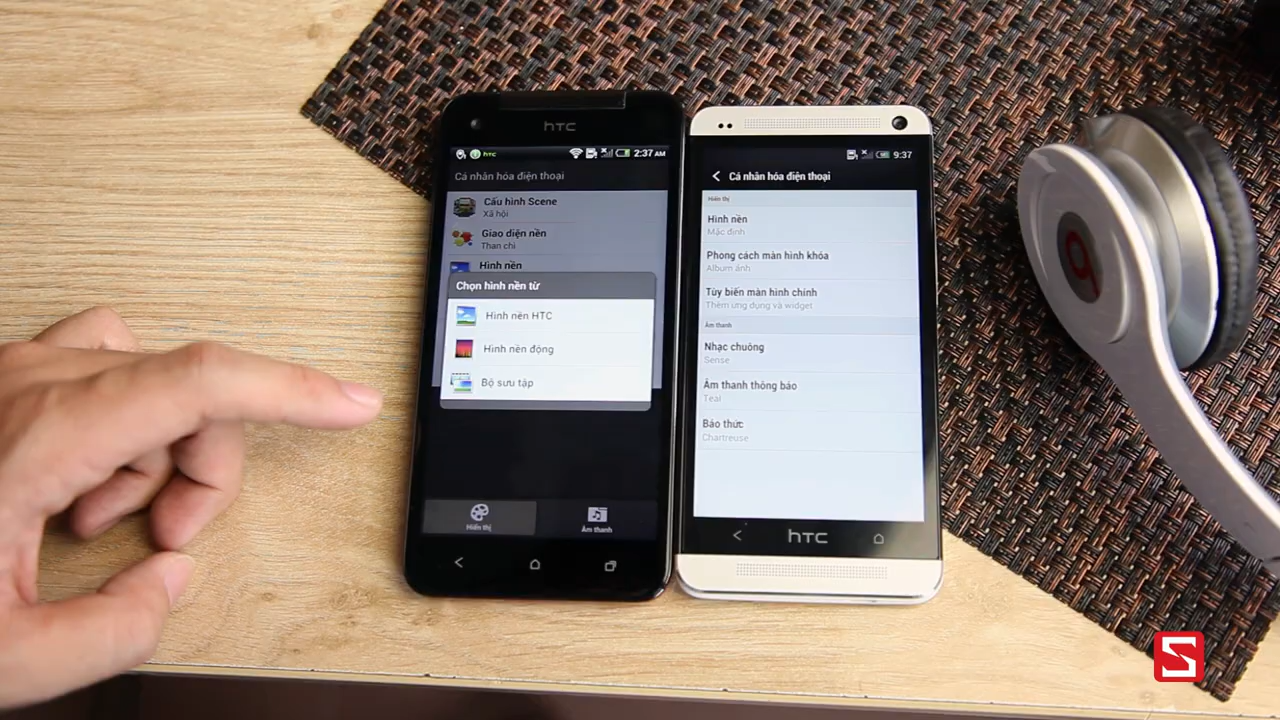 hTC
hTC
2:37 AM
Cá nhân hóa điện thoại
Cấu hình Scene
Xã hội
Giao diện nền
Than chì
Hình nền
Chọn hình nền từ
Hình nền HTC
Hình nền động
Bộ sưu tập
Hiển thị
Âm thanh
9:37
Cá nhân hóa điện thoại
Hiển thị
Hình nền
Mặc định
Phong cách màn hình khóa
Album ảnh
Tùy biến màn hình chính
Thêm ứng dụng và widget
Âm thanh
Nhạc chuông
Sense
Âm thanh thông báo
Teal
Báo thức
Chartreuse
hTC
S